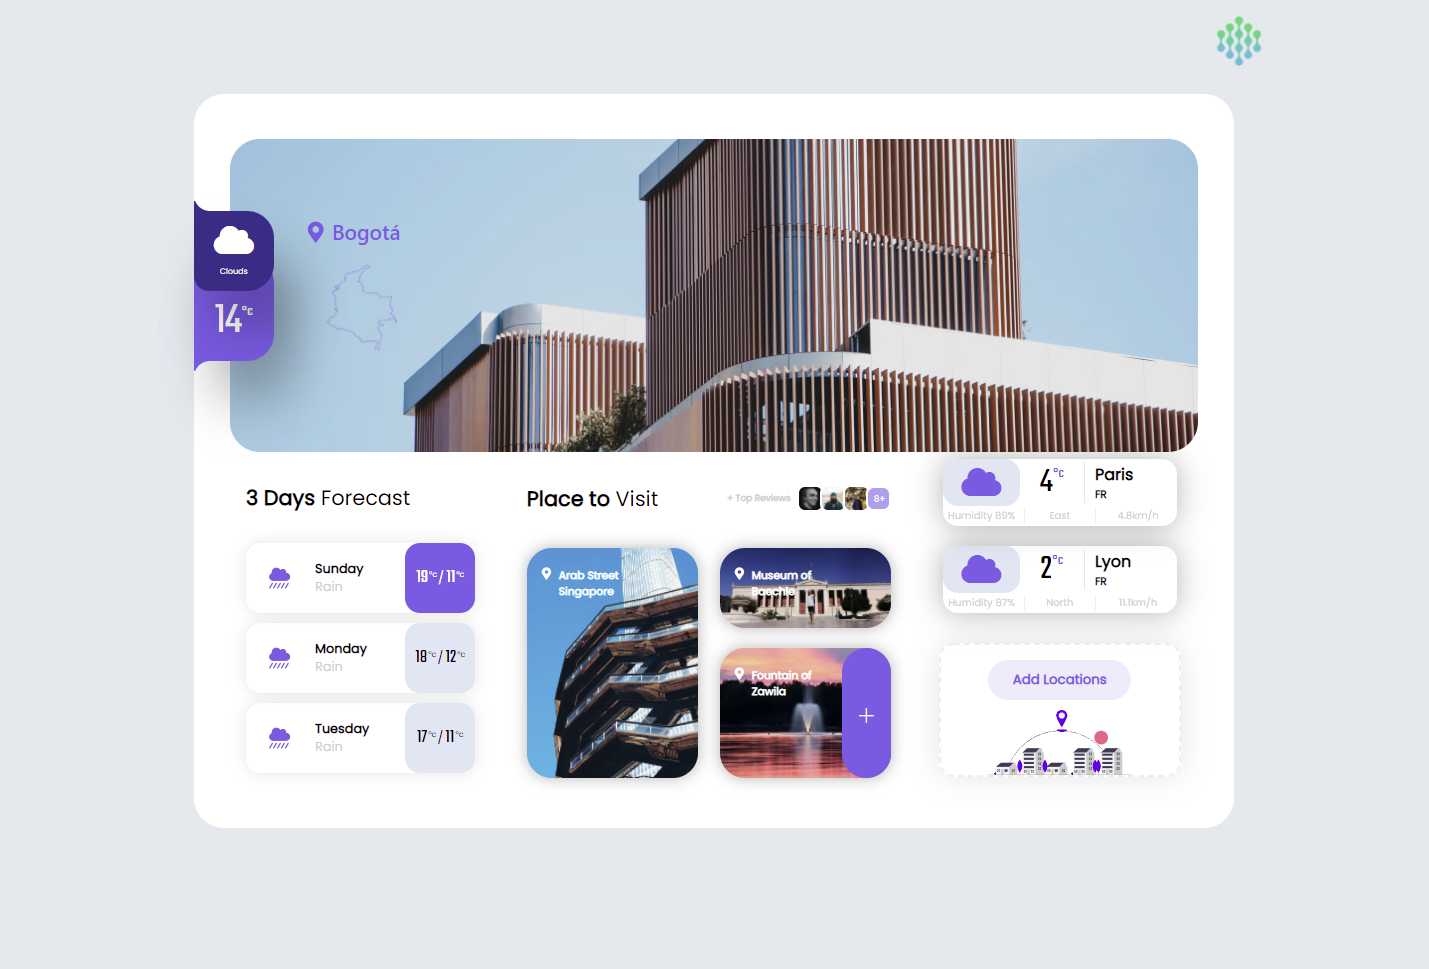 Bogotá
Clouds
14°C
3 Days Forecast
Sunday
Rain
19°C/ 11°C
Monday
Rain
18°C/ 12°C
Tuesday
Rain
17°C/ 11°C
Place to Visit
+ Top Reviews
8+
Arab Street
Singapore
Museum of
Baechie
Fountain of
Zawila
+
4°C
Paris
FR
Humidity 89%
East
4.8km/h
2°C
Lyon
FR
Humidity 87%
North
11.1km/h
Add Locations